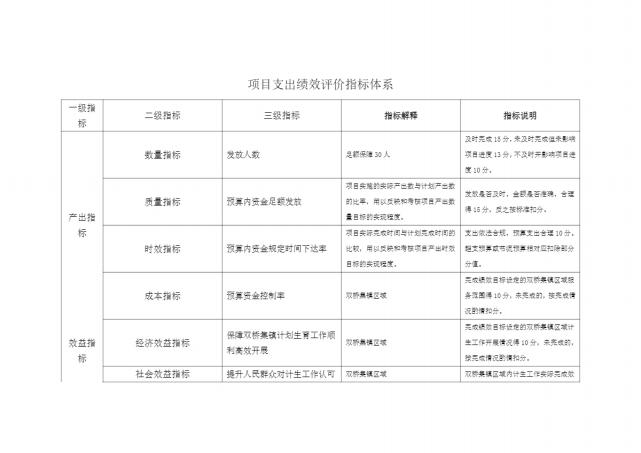 项目支出绩效评价指标体系
一级指
标
二级指标
三级指标
指标解释
指标说明
产出指
标
数量指标
发放人数
足额保障30人
及时完成15分，未及时完成但未影响
项目进度13分，不及时并影响项目进
度10分。
质量指标
预算内资金足额发放
项目实施的实际产出数与计划产出数
的比率，用以反映和考核项目产出数
量目标的实现程度。
发放是否及时，金额是否准确，合理
得15分，反之按标准扣分。
时效指标
预算内资金规定时间下达率
项目实际完成时间与计划完成时间的
比较，用以反映和考核项目产出时效
目标的实现程度。
支出依法合规，预算支出合理10分。
超支预算或节流预算相对应扣除部分
分值。
成本指标
预算资金控制率
双桥集镇区域
完成绩效目标设定的双桥集镇区域服
务范围得10分，未完成的，按完成情
况酌情扣分。
效益指
标
经济效益指标
保障双桥集镇计划生育工作顺
利高效开展
双桥集镇区域
完成绩效目标设定的双桥集镇区域计
生工作开展情况得10分，未完成的，
按完成情况酌情扣分。
社会效益指标
提升人民群众对计生工作认可
双桥集镇区域
双桥集镇区域内计生工作实际完成效